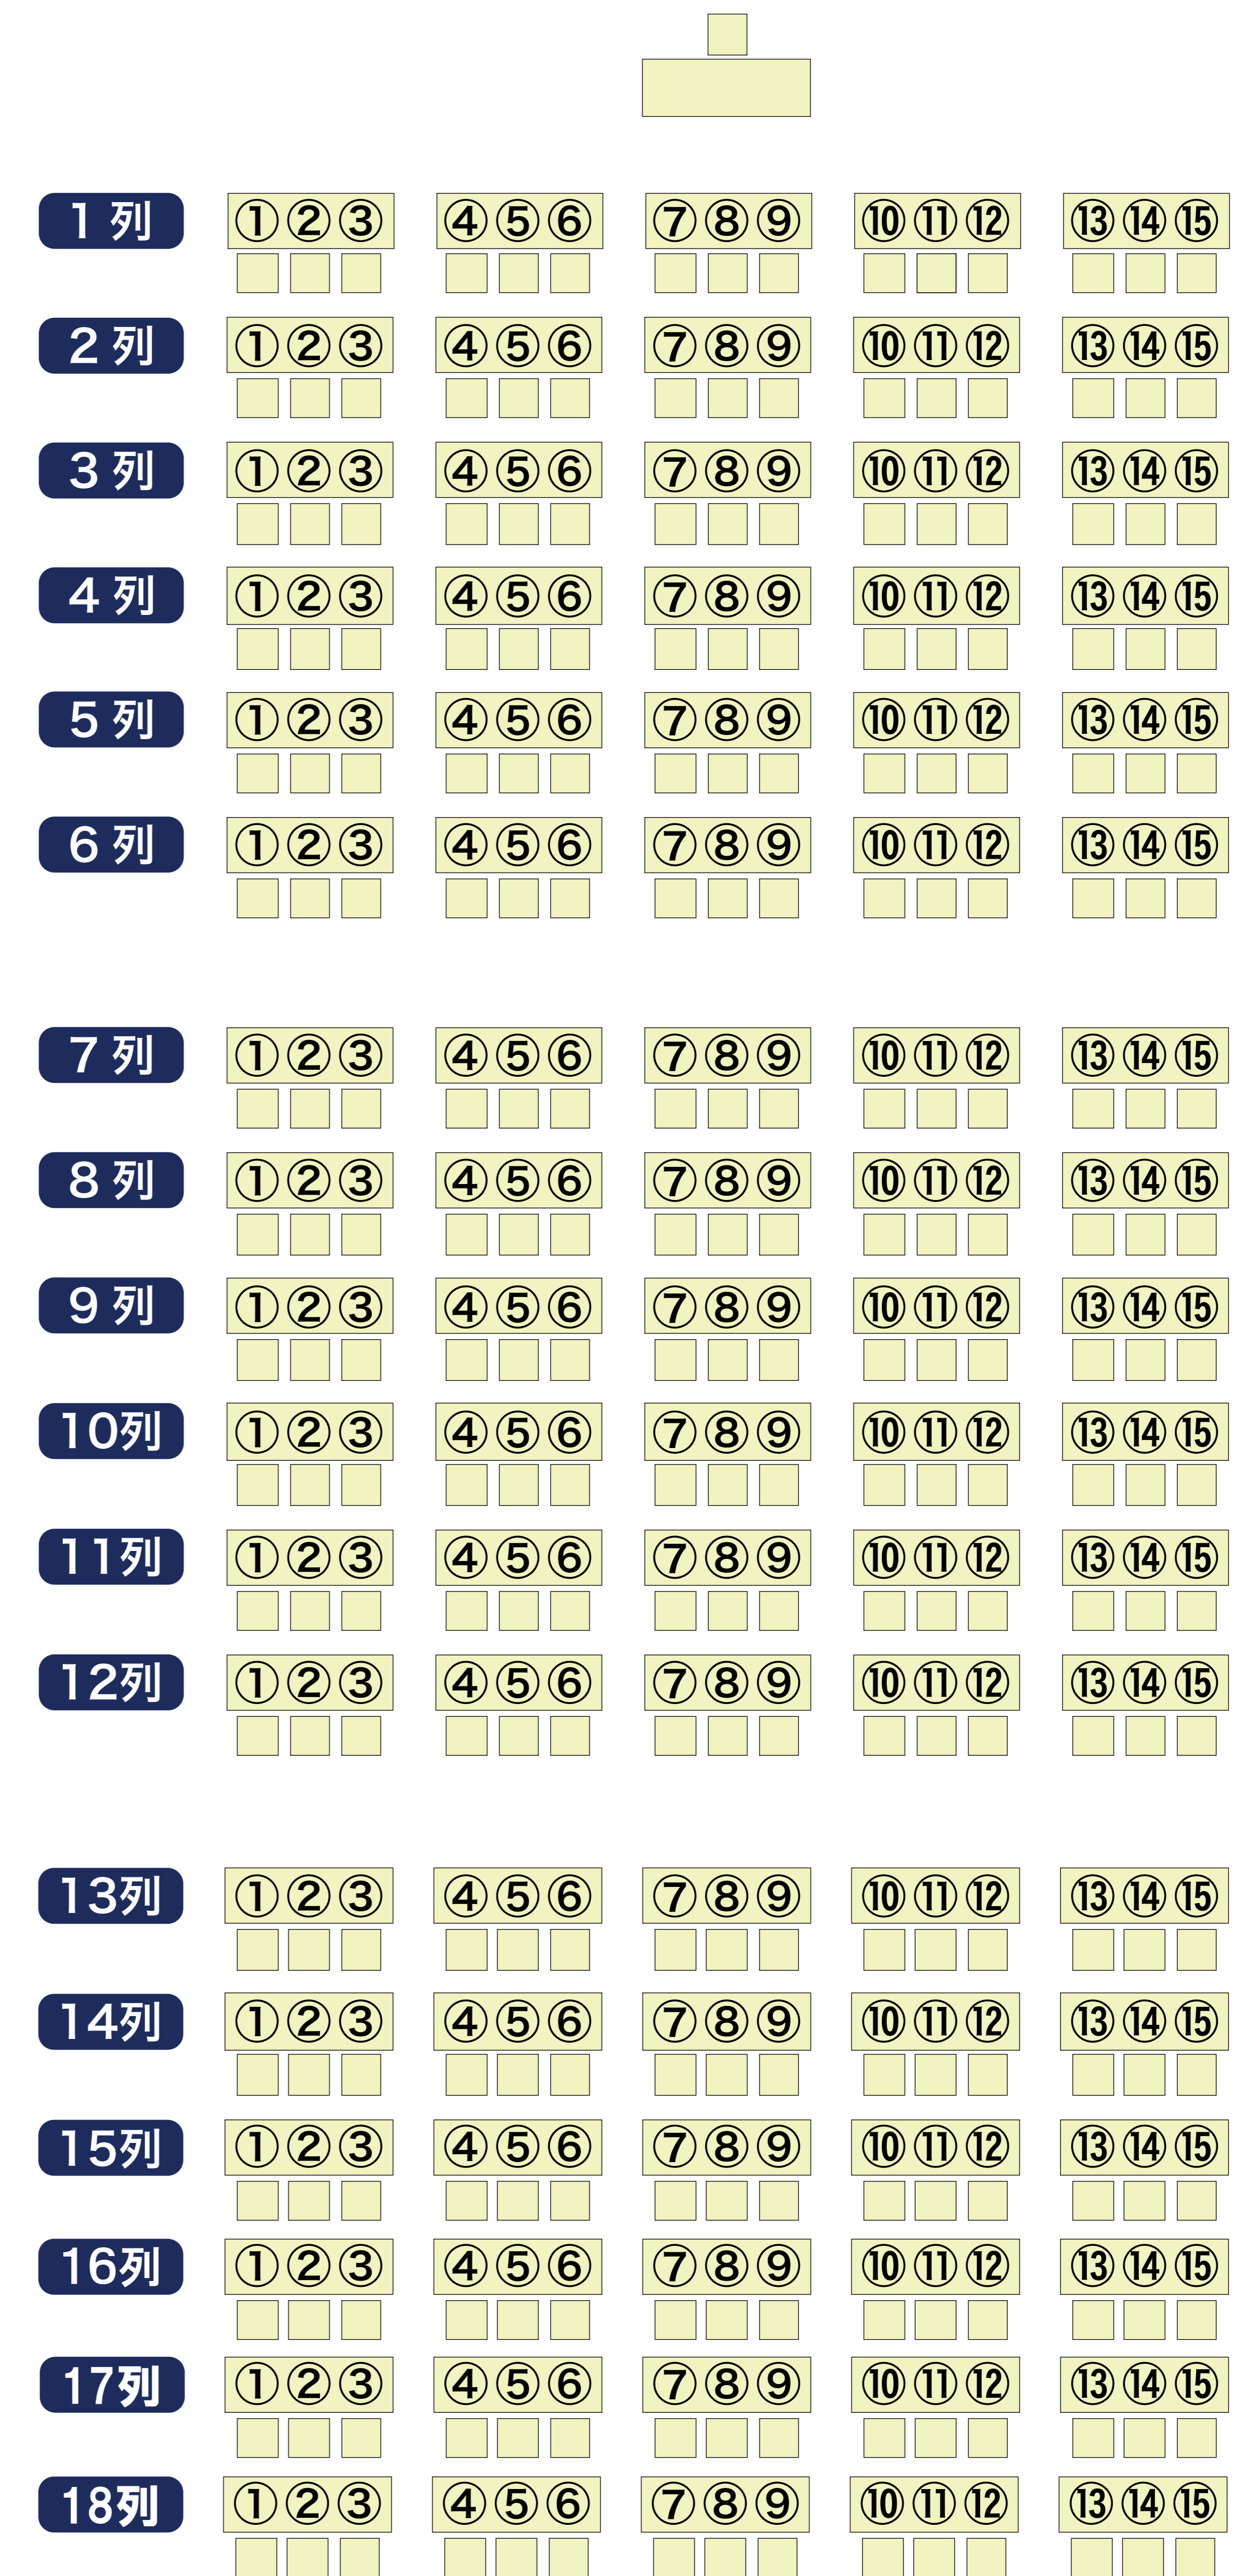 1列 ①②③ ④⑤⑥ ⑦⑧⑨ ⑩⑪⑫ ⑬⑭⑮
2列 ①②③ ④⑤⑥ ⑦⑧⑨ ⑩⑪⑫ ⑬⑭⑮
3列 ①②③ ④⑤⑥ ⑦⑧⑨ ⑩⑪⑫ ⑬⑭⑮
4列 ①②③ ④⑤⑥ ⑦⑧⑨ ⑩⑪⑫ ⑬⑭⑮
5列 ①②③ ④⑤⑥ ⑦⑧⑨ ⑩⑪⑫ ⑬⑭⑮
6列 ①②③ ④⑤⑥ ⑦⑧⑨ ⑩⑪⑫ ⑬⑭⑮
7列 ①②③ ④⑤⑥ ⑦⑧⑨ ⑩⑪⑫ ⑬⑭⑮
8列 ①②③ ④⑤⑥ ⑦⑧⑨ ⑩⑪⑫ ⑬⑭⑮
9列 ①②③ ④⑤⑥ ⑦⑧⑨ ⑩⑪⑫ ⑬⑭⑮
10列 ①②③ ④⑤⑥ ⑦⑧⑨ ⑩⑪⑫ ⑬⑭⑮
11列 ①②③ ④⑤⑥ ⑦⑧⑨ ⑩⑪⑫ ⑬⑭⑮
12列 ①②③ ④⑤⑥ ⑦⑧⑨ ⑩⑪⑫ ⑬⑭⑮
13列 ①②③ ④⑤⑥ ⑦⑧⑨ ⑩⑪⑫ ⑬⑭⑮
14列 ①②③ ④⑤⑥ ⑦⑧⑨ ⑩⑪⑫ ⑬⑭⑮
15列 ①②③ ④⑤⑥ ⑦⑧⑨ ⑩⑪⑫ ⑬⑭⑮
16列 ①②③ ④⑤⑥ ⑦⑧⑨ ⑩⑪⑫ ⑬⑭⑮
17列 ①②③ ④⑤⑥ ⑦⑧⑨ ⑩⑪⑫ ⑬⑭⑮
18列 ①②③ ④⑤⑥ ⑦⑧⑨ ⑩⑪⑫ ⑬⑭⑮